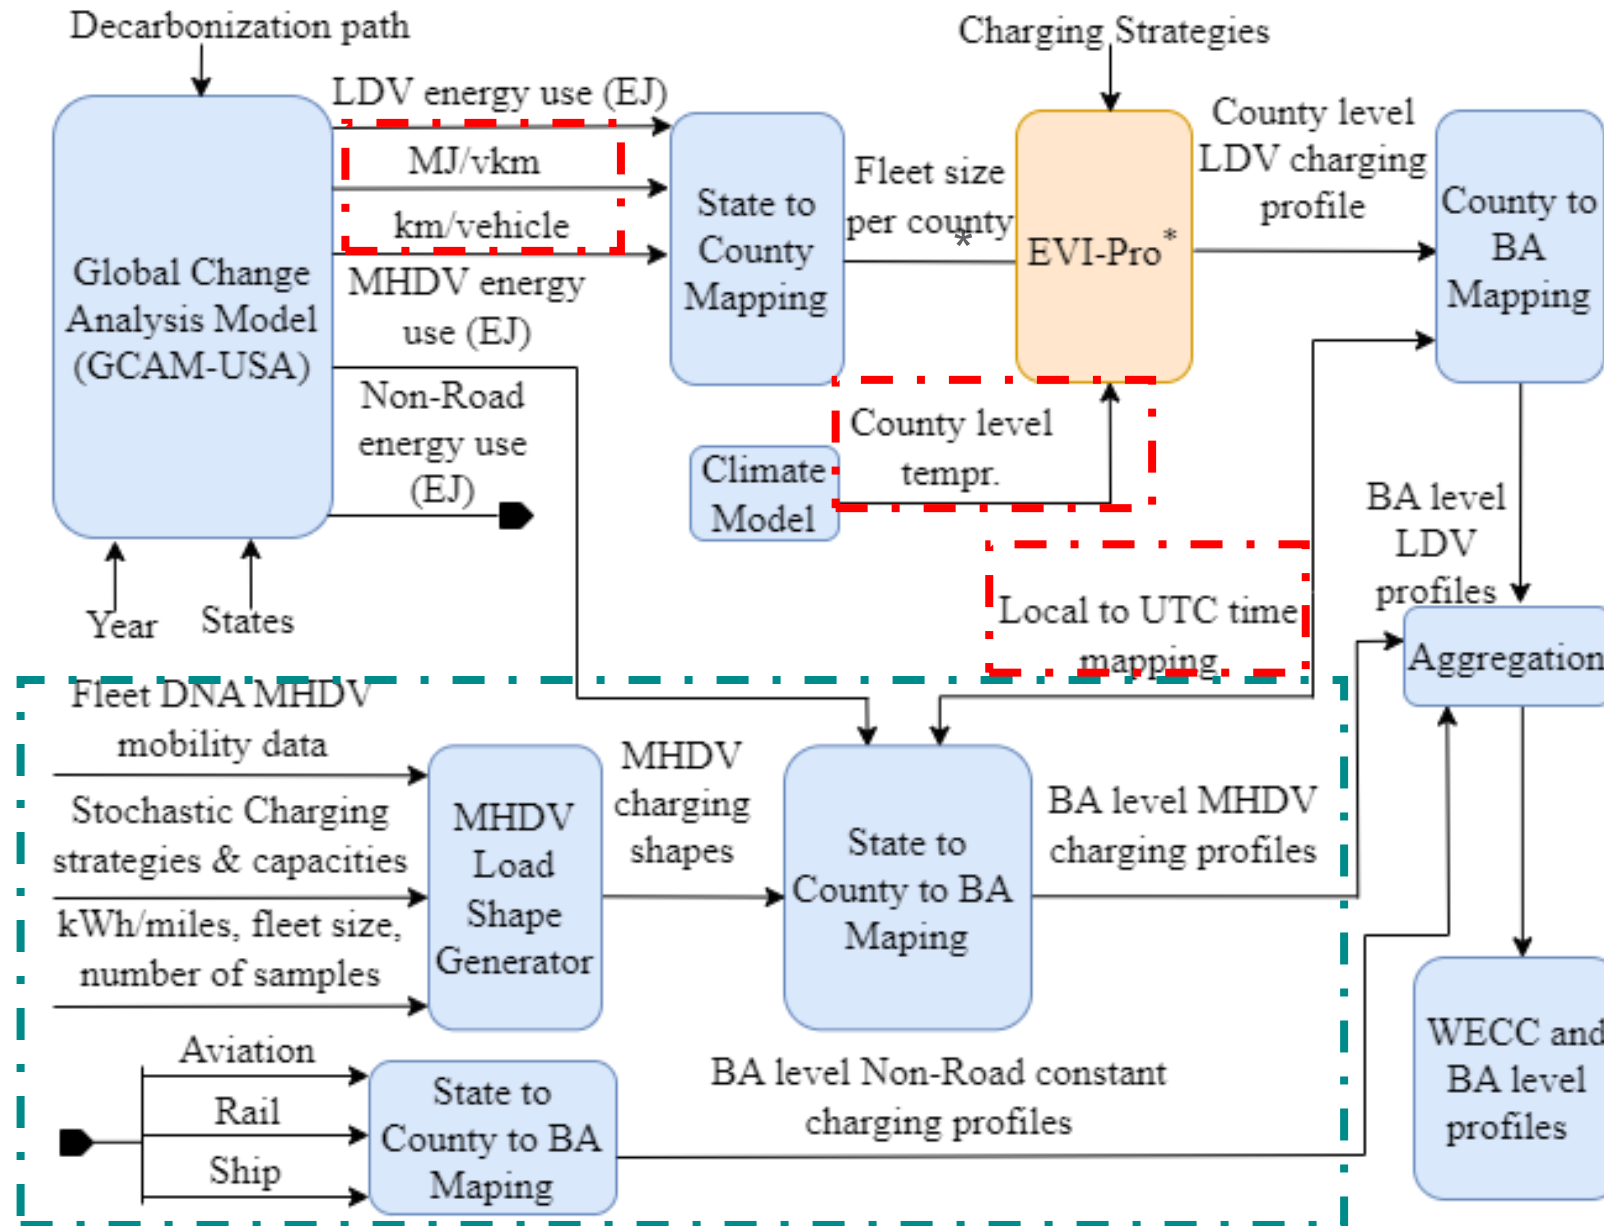 Decarbonization path
Charging Strategies
LDV energy use (EJ)
MJ/vkm
km/vehicle
MHDV energy
use (EJ)
Non-Road
energy use
(EJ)
Global Change
Analysis Model
(GCAM-USA)
Year
States
State to
County
Mapping
Fleet size
per county
*
EVI-Pro*
County level
LDV charging
profile
County to
BA
Mapping
Climate
Model
County level
tempr.
Local to UTC time
mapping
BA level
LDV
profiles
Aggregation
Fleet DNA MHDV
mobility data
Stochastic Charging
strategies & capacities
kWh/miles, fleet size,
number of samples
MHDV
Load
Shape
Generator
MHDV
charging
shapes
State to
County to BA
Maping
BA level MHDV
charging profiles
WECC and
BA level
profiles
Aviation
Rail
Ship
State to
County to BA
Maping
BA level Non-Road constant
charging profiles